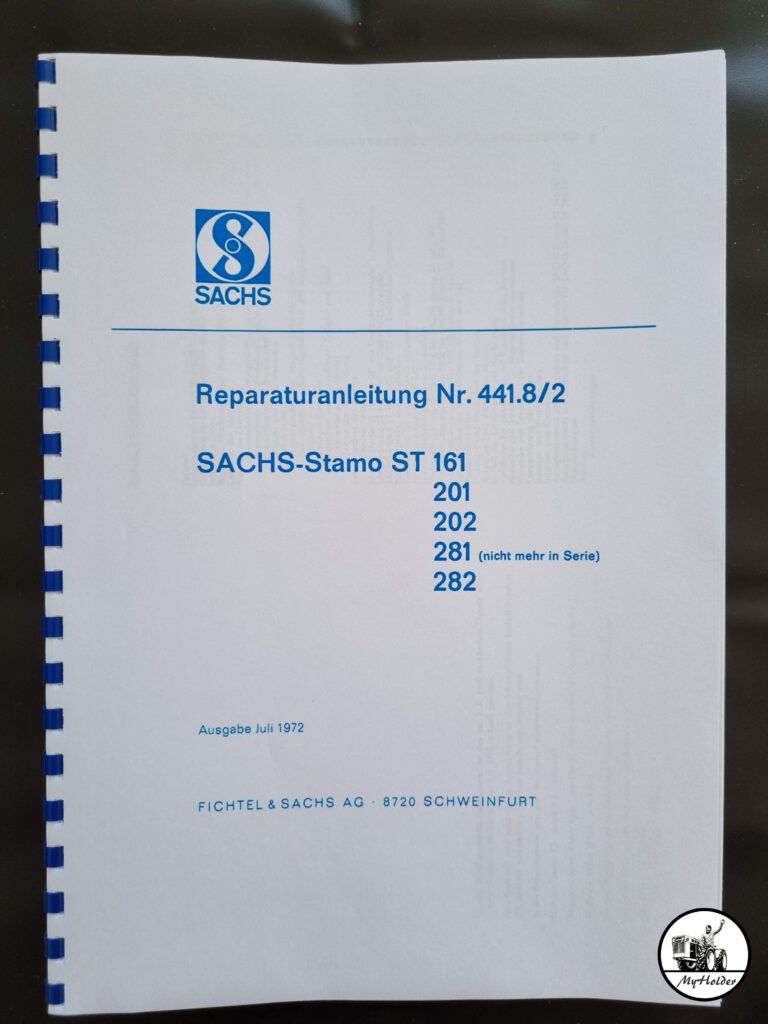 SACHS
Reparaturanleitung Nr. 441.8/2
SACHS-Stamo ST 161
201
202
281 (nicht mehr in Serie)
282
Ausgabe Juli 1972
FICHTEL & SACHS AG · 8720 SCHWEINFURT
MyHolder